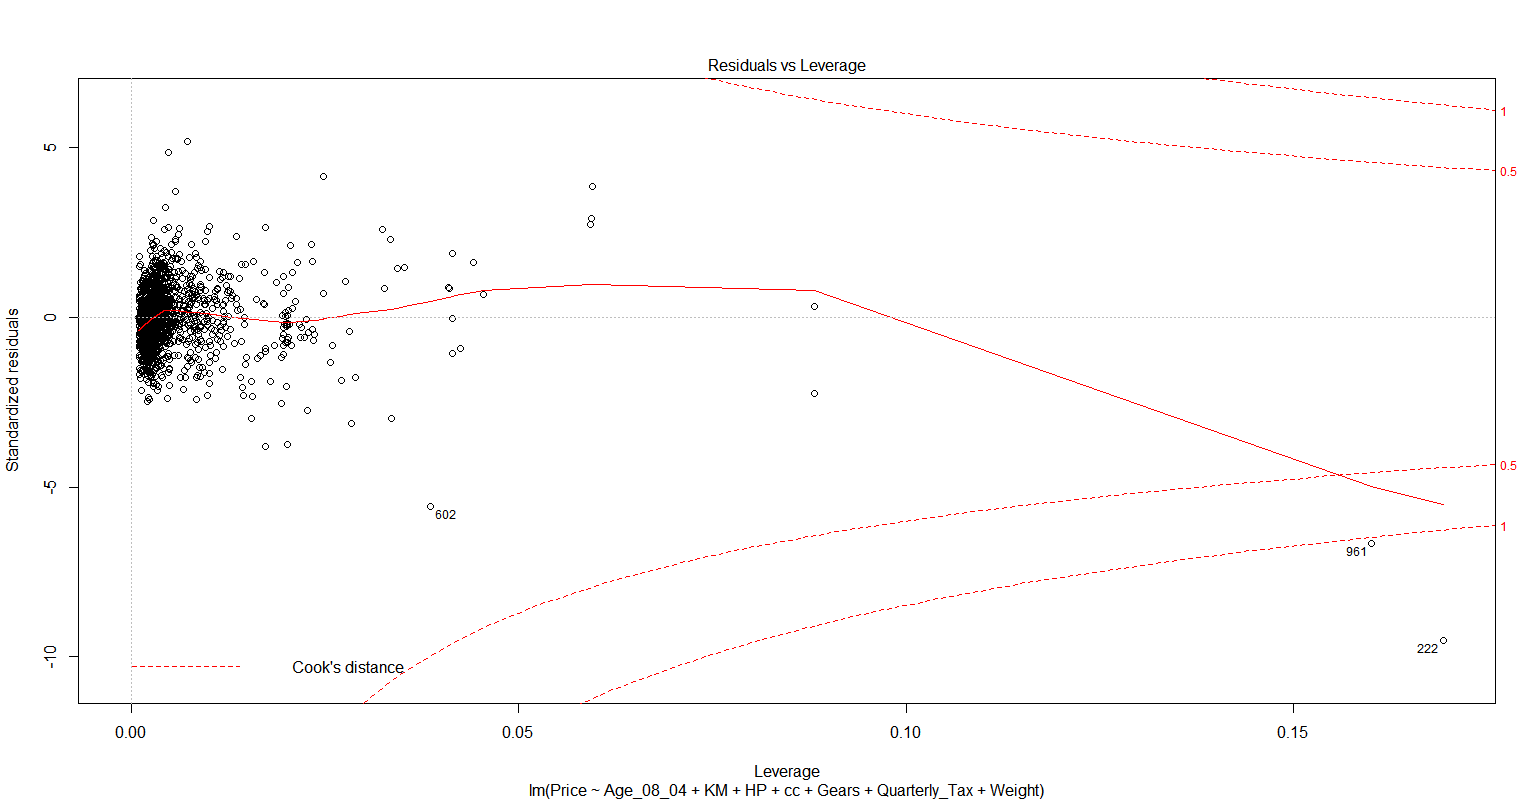 Residuals vs Leverage
Standardized residuals
5
0
-5
-10
1
0.5
0.5
1
602
961
222
Cook's distance
0.00 0.05 0.10 0.15
Leverage
lm(Price ~ Age_08_04 + KM + HP + cc + Gears + Quarterly_Tax + Weight)